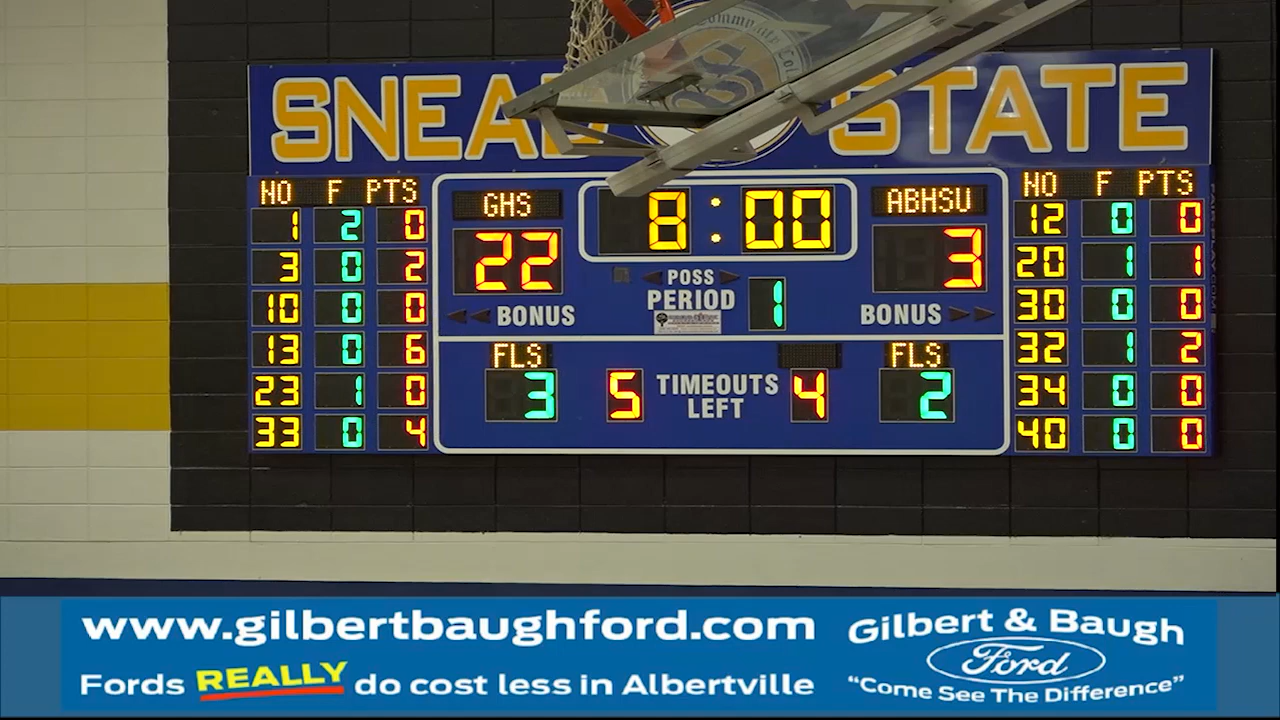 SNEAD STATE
NO F PTS
1 2 0
3 0 2
10 0 0
13 0 6
23 1 0
33 0 4
GHS
22
BONUS
8:00
POSS
PERIOD 1
ABHSU
3
BONUS
FLS
3
5 TIMEOUTS LEFT 4
FLS
2
NO F PTS
12 0 0
20 1 1
30 0 0
32 1 2
34 0 0
40 0 0
www.gilbertbaughford.com
Fords REALLY do cost less in Albertville
Gilbert & Baugh
Ford
“Come See The Difference”